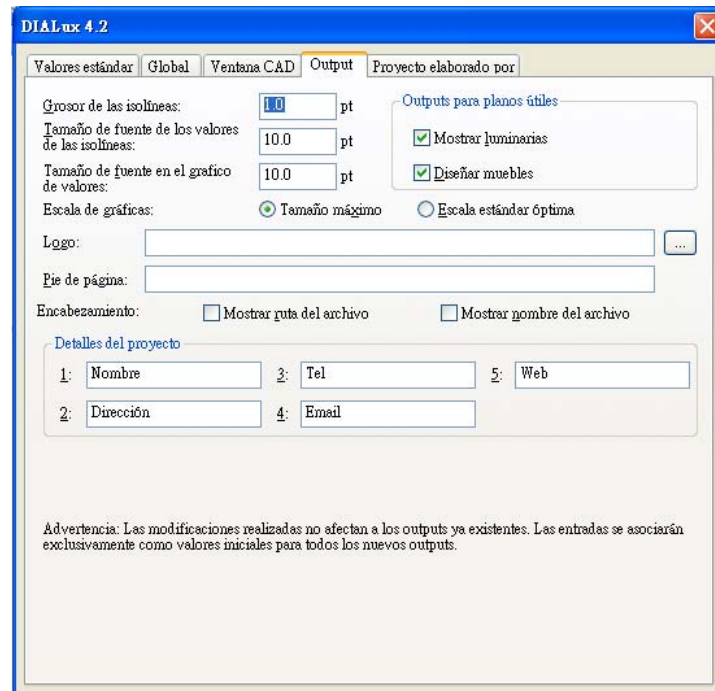 DIALux 4.2
Valores estándar Global Ventana CAD Output Proyecto elaborado por
Grosor de las isolíneas: 1.0 pt
Tamaño de fuente de los valores
de las isolíneas: 10.0 pt
Tamaño de fuente en el grafico
de valores: 10.0 pt
Outputs para planos útiles
Mostrar luminarias
Diseñar muebles
Escala de gráficas: Tamaño máximo Escala estándar óptima
Logo: ...
Pie de página:
Encabezamiento: Mostrar ruta del archivo Mostrar nombre del archivo
Detalles del proyecto
1: Nombre 3: Tel 5: Web
2: Dirección 4: Email
Advertencia: Las modificaciones realizadas no afectan a los outputs ya existentes. Las entradas se asociarán
exclusivamente como valores iniciales para todos los nuevos outputs.